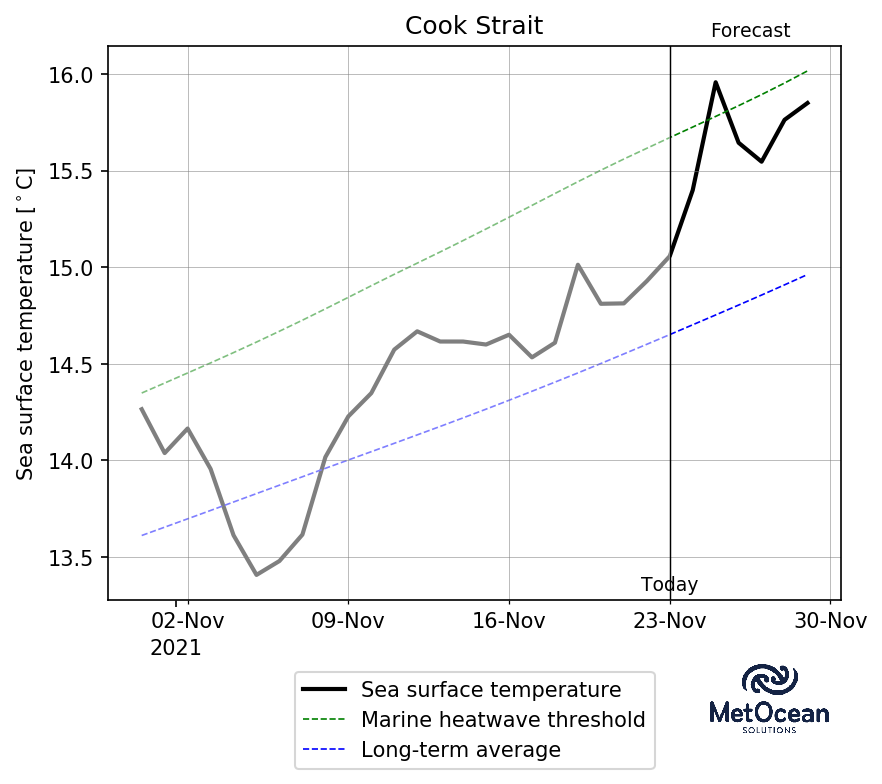 Cook Strait
Forecast
Sea surface temperature [°C]
16.0
15.5
15.0
14.5
14.0
13.5
Today
02-Nov 09-Nov 16-Nov 23-Nov 30-Nov
2021
Sea surface temperature
Marine heatwave threshold
Long-term average
MetOcean
SOLUTIONS